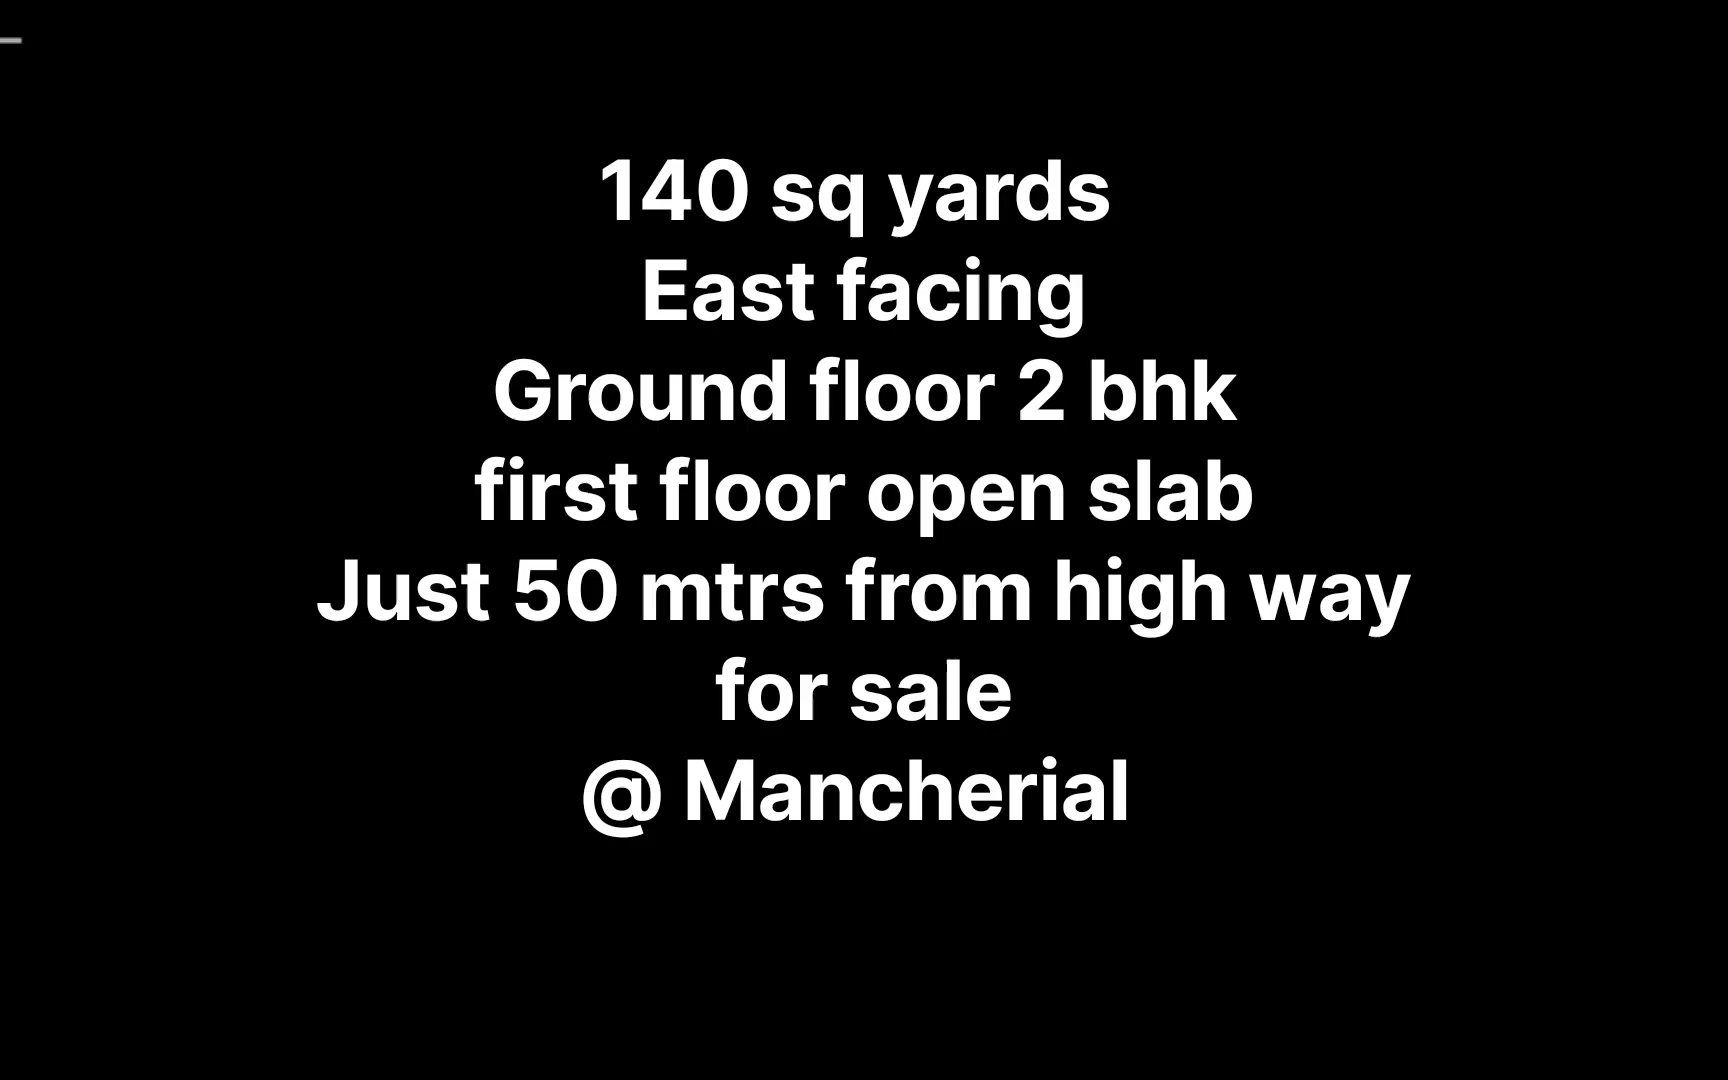 140 sq yards
East facing
Ground floor 2 bhk
first floor open slab
Just 50 mtrs from high way
for sale
@ Mancherial